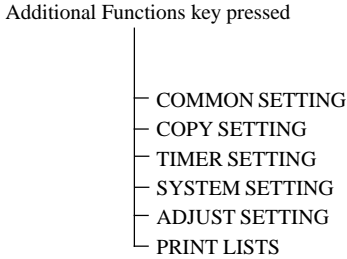 Additional Functions key pressed
COMMON SETTING
COPY SETTING
TIMER SETTING
SYSTEM SETTING
ADJUST SETTING
PRINT LISTS